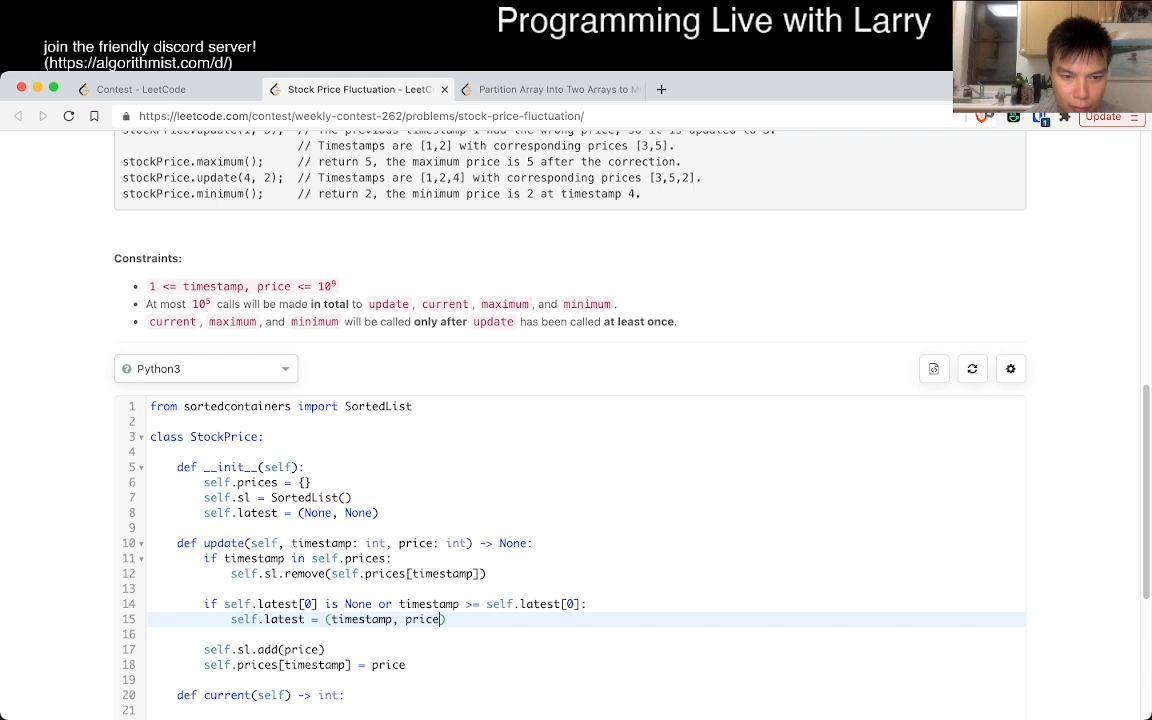 Programming Live with Larry
join the friendly discord server!
(https://algorithmist.com/d/)
Contest - LeetCode
Stock Price Fluctuation - LeetC
Partition Array Into Two Arrays to M
https://leetcode.com/contest/weekly-contest-262/problems/stock-price-fluctuation/
Update
// Timestamps are [1,2] with corresponding prices [3,5].
stockPrice.maximum(); // return 5, the maximum price is 5 after the correction.
stockPrice.update(4, 2); // Timestamps are [1,2,4] with corresponding prices [3,5,2].
stockPrice.minimum(); // return 2, the minimum price is 2 at timestamp 4.
Constraints:
• 1 <= timestamp, price <= 10⁹
• At most 10⁵ calls will be made in total to update, current, maximum, and minimum.
• current, maximum, and minimum will be called only after update has been called at least once.
Python3
1 from sortedcontainers import SortedList
2
3 class StockPrice:
4
5 def __init__(self):
6 self.prices = {}
7 self.sl = SortedList()
8 self.latest = (None, None)
9
10 def update(self, timestamp: int, price: int) -> None:
11 if timestamp in self.prices:
12 self.sl.remove(self.prices[timestamp])
13
14 if self.latest[0] is None or timestamp >= self.latest[0]:
15 self.latest = (timestamp, price)
16
17 self.sl.add(price)
18 self.prices[timestamp] = price
19
20 def current(self) -> int:
21